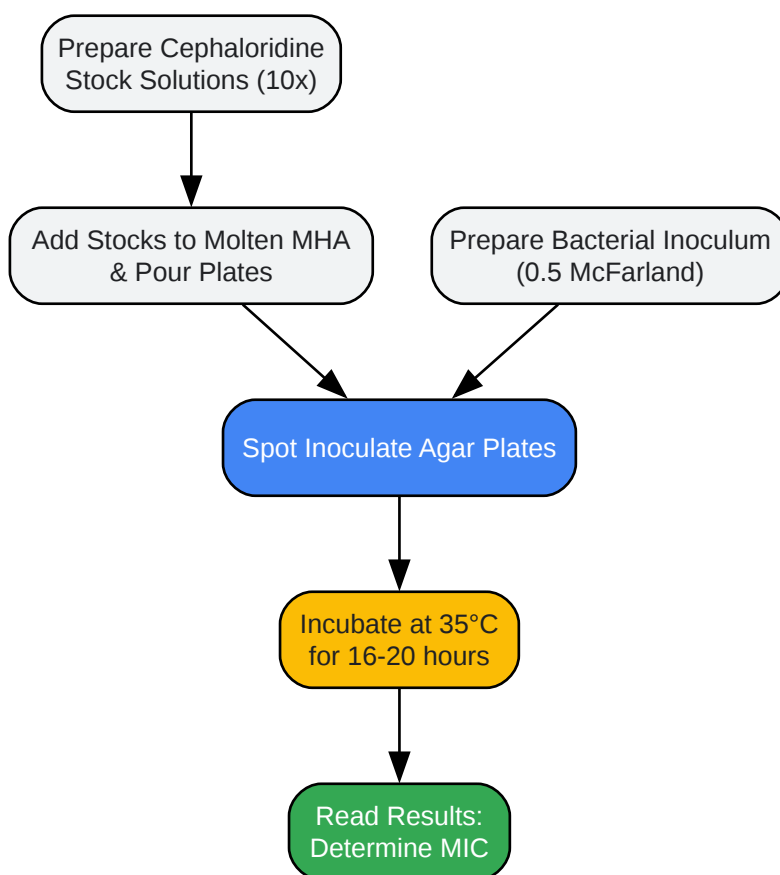 Prepare Cephaloridine
Stock Solutions (10x)
Add Stocks to Molten MHA
& Pour Plates
Prepare Bacterial Inoculum
(0.5 McFarland)
Spot Inoculate Agar Plates
Incubate at 35°C
for 16-20 hours
Read Results:
Determine MIC